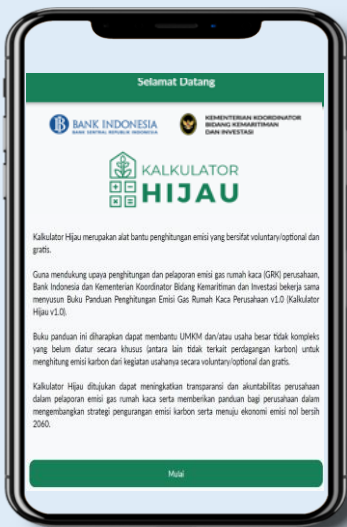 Selamat Datang
BANK INDONESIA
BANK SENTRAL REPUBLIK INDONESIA
KEMENTERIAN KOORDINATOR
BIDANG KEMARITIMAN
DAN INVESTASI
KALKULATOR
HIJAU
Kalkulator Hijau merupakan alat bantu penghitungan emisi yang bersifat voluntary/optional dan
gratis.
Guna mendukung upaya penghitungan dan pelaporan emisi gas rumah kaca (GRK) perusahaan,
Bank Indonesia dan Kementerian Koordinator Bidang Kemaritiman dan Investasi bekerja sama
menyusun Buku Panduan Penghitungan Emisi Gas Rumah Kaca Perusahaan v1.0 (Kalkulator
Hijau v1.0).
Buku panduan ini diharapkan dapat membantu UMKM dan/atau usaha besar tidak kompleks
yang belum diatur secara khusus (antara lain tidak terkait perdagangan karbon) untuk
menghitung emisi karbon dari kegiatan usahanya secara voluntary/optional dan gratis.
Kalkulator Hijau ditujukan dapat meningkatkan transparansi dan akuntabilitas perusahaan
dalam pelaporan emisi gas rumah kaca serta memberikan panduan bagi perusahaan dalam
mengembangkan strategi pengurangan emisi karbon serta menuju ekonomi emisi nol bersih
2060.
Mulai